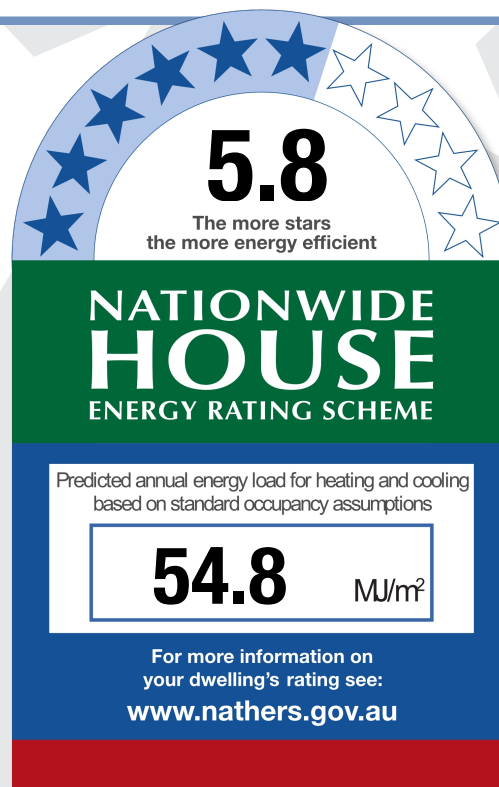 5.8
The more stars
the more energy efficient
NATIONWIDE
HOUSE
ENERGY RATING SCHEME
Predicted annual energy load for heating and cooling
based on standard occupancy assumptions
54.8 MJ/m²
For more information on
your dwelling's rating see:
www.nathers.gov.au